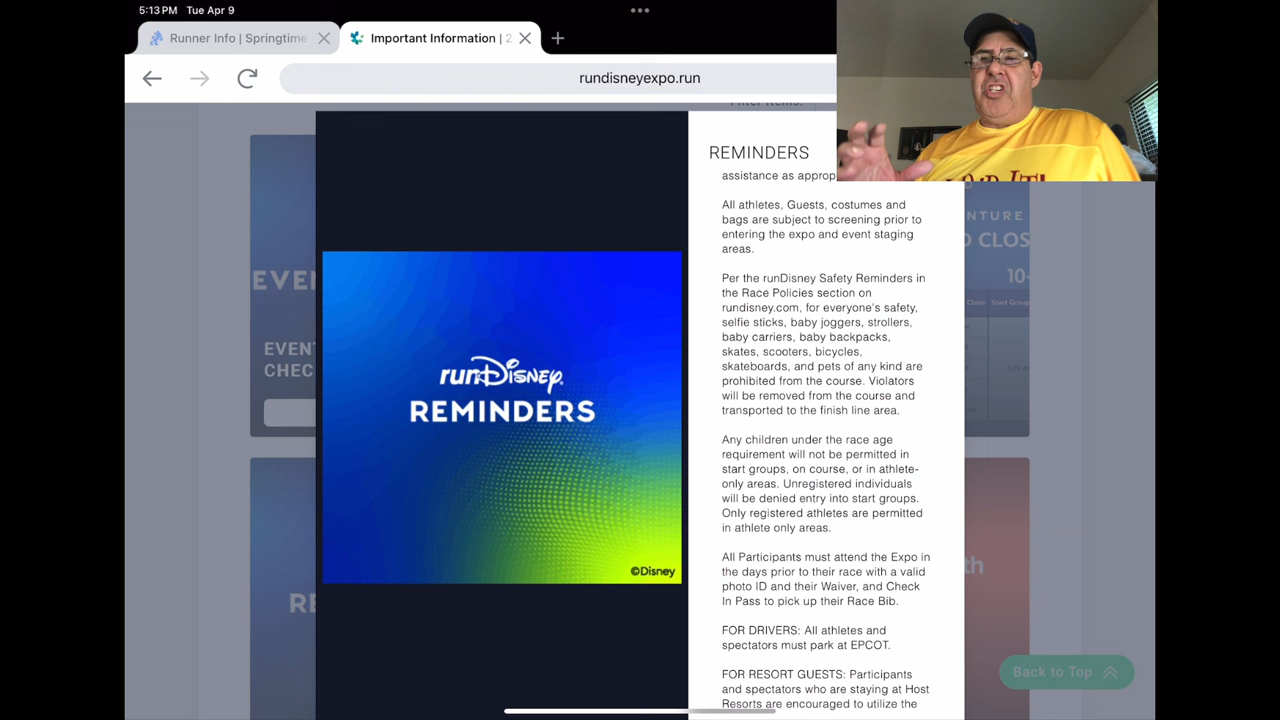 5:13 PM Tue Apr 9
Runner Info | Springtime
Important Information | 2
rundisneyexpo.run
Filter Items:
REMINDERS
assistance as approp
All athletes, Guests, costumes and
bags are subject to screening prior to
entering the expo and event staging
areas.
Per the runDisney Safety Reminders in
the Race Policies section on
rundisney.com, for everyone's safety,
selfie sticks, baby joggers, strollers,
baby carriers, baby backpacks,
skates, scooters, bicycles,
skateboards, and pets of any kind are
prohibited from the course. Violators
will be removed from the course and
transported to the finish line area.
Any children under the race age
requirement will not be permitted in
start groups, on course, or in athlete-
only areas. Unregistered individuals
will be denied entry into start groups.
Only registered athletes are permitted
in athlete only areas.
All Participants must attend the Expo in
the days prior to their race with a valid
photo ID and their Waiver, and Check
In Pass to pick up their Race Bib.
FOR DRIVERS: All athletes and
spectators must park at EPCOT.
FOR RESORT GUESTS: Participants
and spectators who are staying at Host
Resorts are encouraged to utilize the
runDisney
REMINDERS
©Disney
EVEN
EVENT
CHEC
RE
ENTURE
D CLOS
10-
Class
Start Group
th
Back to Top